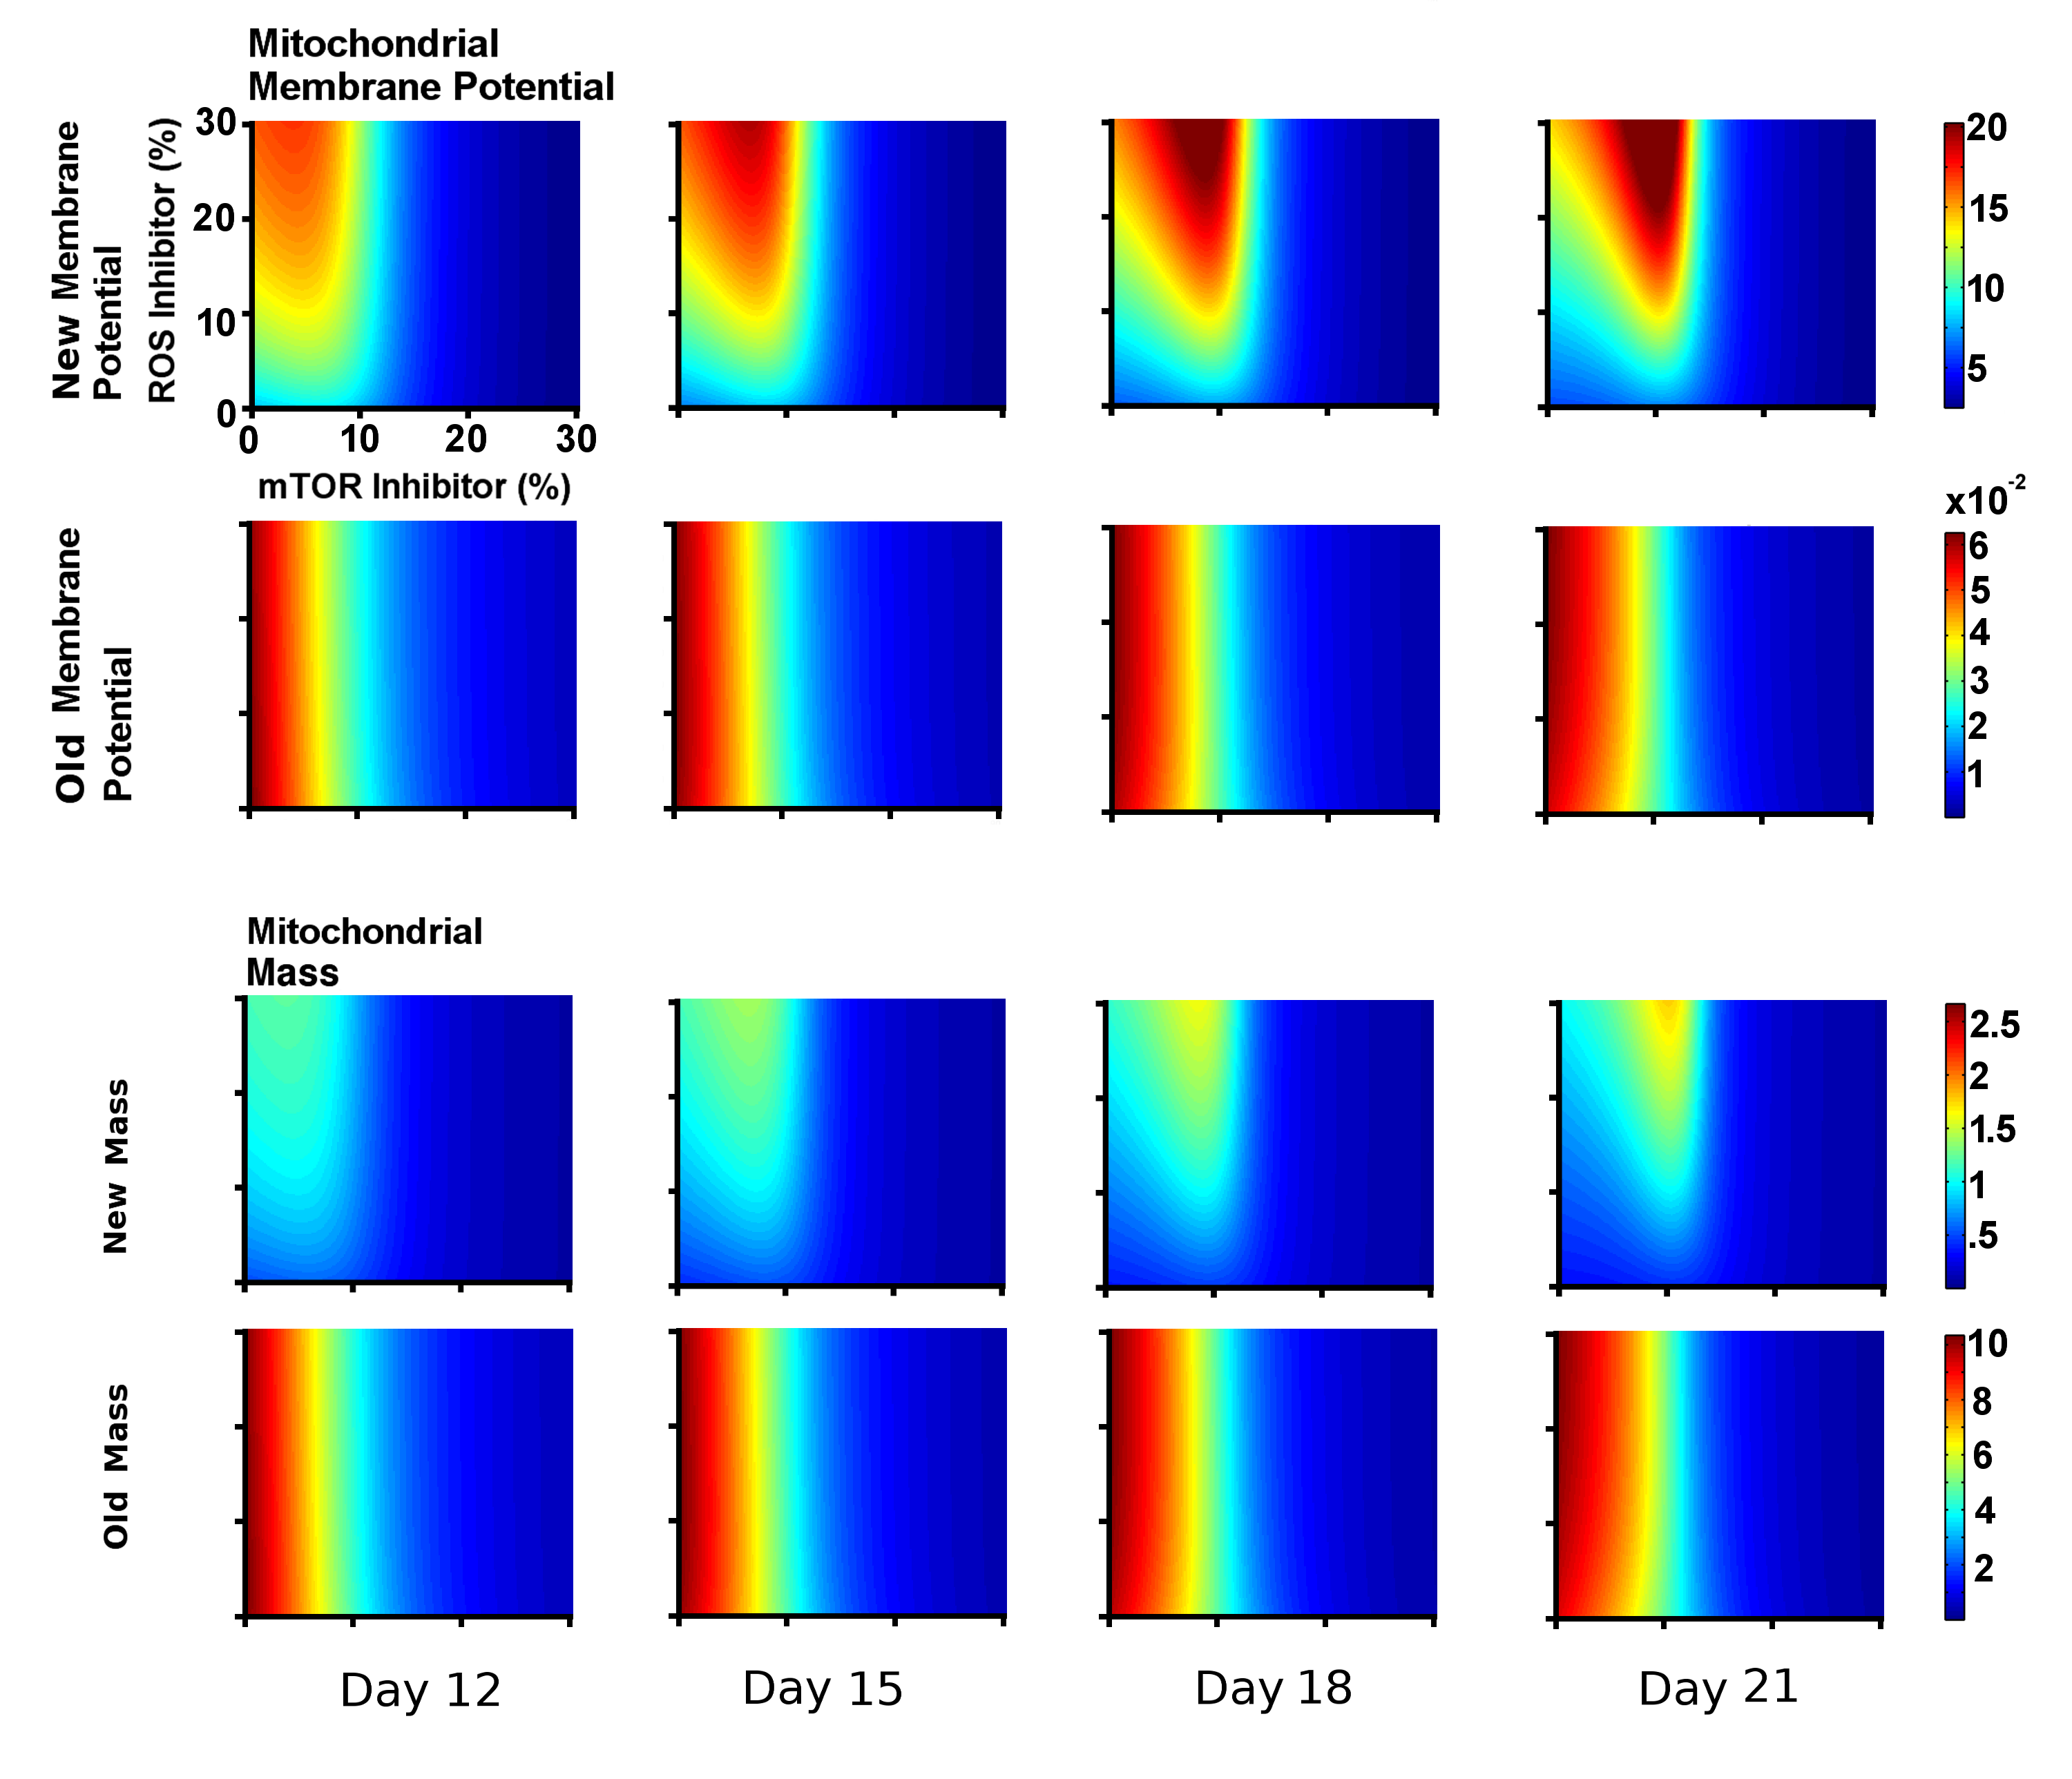 Mitochondrial
Membrane Potential
New Membrane
Potential
ROS Inhibitor (%)
30
20
10
0
0
10
20
30
mTOR Inhibitor (%)
20
15
10
5
Old Membrane
Potential
x10-2
6
5
4
3
2
1
Mitochondrial
Mass
New Mass
2.5
2
1.5
1
.5
Old Mass
10
8
6
4
2
Day 12
Day 15
Day 18
Day 21